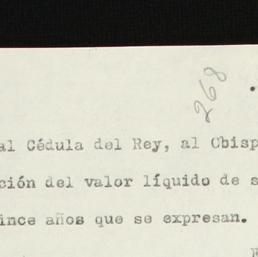 268
al Cédula del Rey, al Obisp
ción del valor líquido de s
ince años que se expresan.